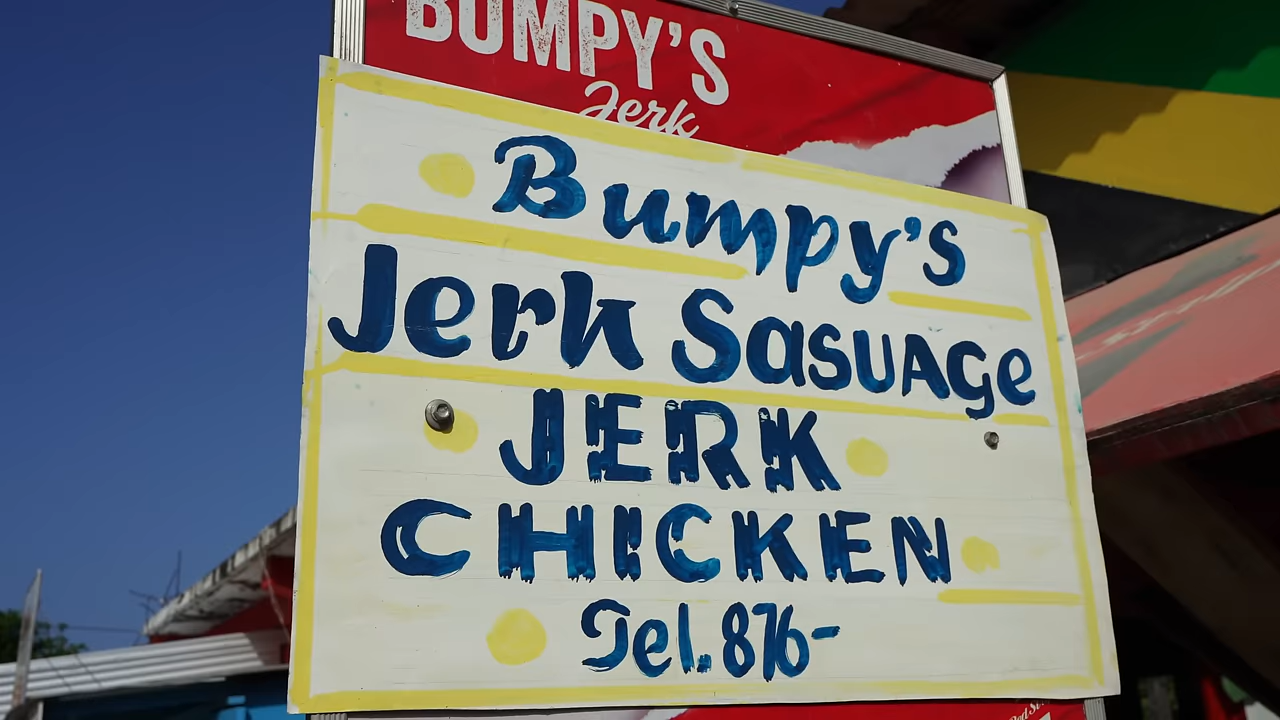 BUMPY'S
Jerk
Bumpy's
Jerk Sasuage
JERK
CHICKEN
Tel. 876-